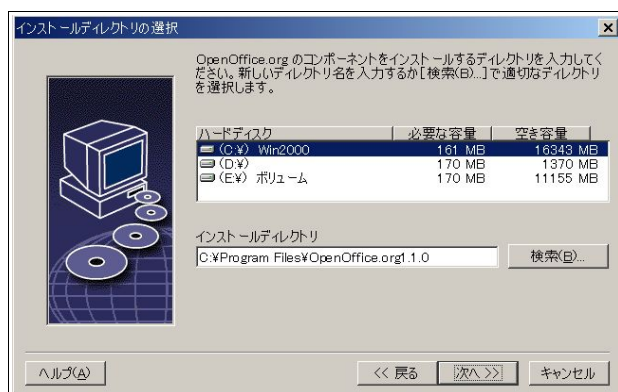 インストールディレクトリの選択
OpenOffice.org のコンポーネントをインストールするディレクトリを入力してく
ださい。新しいディレクトリ名を入力するか[検索(B)...]で適切なディレクトリ
を選択します。
ハードディスク 必要な容量 空き容量
(C:¥) Win2000 161 MB 16343 MB
(D:¥) 170 MB 1370 MB
(E:¥) ボリューム 170 MB 11155 MB
インストールディレクトリ
C:¥Program Files¥OpenOffice.org1.1.0 検索(B)...
ヘルプ(A) << 戻る 次へ >> キャンセル